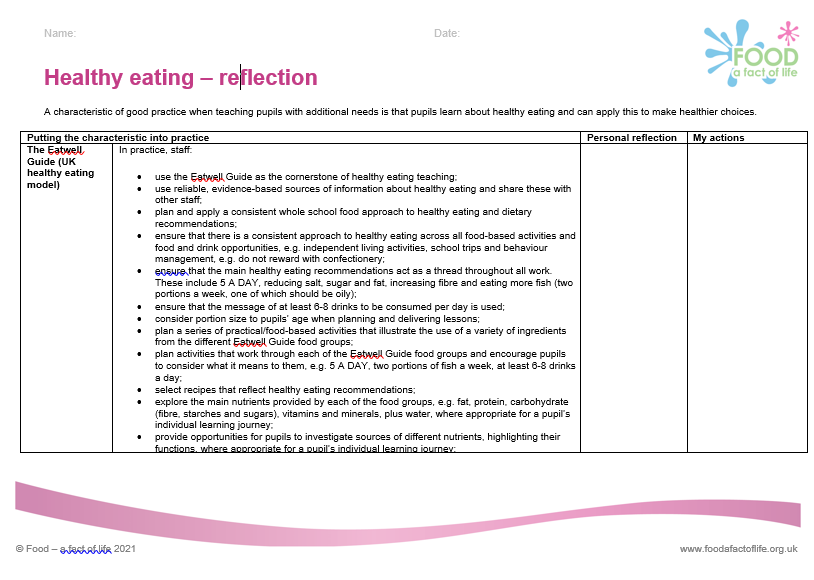 Name:
Date:
FOOD
a fact of life
Healthy eating – reflection
A characteristic of good practice when teaching pupils with additional needs is that pupils learn about healthy eating and can apply this to make healthier choices.
Putting the characteristic into practice
Personal reflection
My actions
The Eatwell
Guide (UK
healthy eating
model)
In practice, staff:
• use the Eatwell Guide as the cornerstone of healthy eating teaching;
• use reliable, evidence-based sources of information about healthy eating and share these with
other staff;
• plan and apply a consistent whole school food approach to healthy eating and dietary
recommendations;
• ensure that there is a consistent approach to healthy eating across all food-based activities and
food and drink opportunities, e.g. independent living activities, school trips and behaviour
management, e.g. do not reward with confectionery;
• ensure that the main healthy eating recommendations act as a thread throughout all work.
These include 5 A DAY, reducing salt, sugar and fat, increasing fibre and eating more fish (two
portions a week, one of which should be oily);
• ensure that the message of at least 6-8 drinks to be consumed per day is used;
• consider portion size to pupils' age when planning and delivering lessons;
• plan a series of practical/food-based activities that illustrate the use of a variety of ingredients
from the different Eatwell Guide food groups;
• plan activities that work through each of the Eatwell Guide food groups and encourage pupils
to consider what it means to them, e.g. 5 A DAY, two portions of fish a week, at least 6-8 drinks
a day;
• select recipes that reflect healthy eating recommendations;
• explore the main nutrients provided by each of the food groups, e.g. fat, protein, carbohydrate
(fibre, starches and sugars), vitamins and minerals, plus water, where appropriate for a pupil's
individual learning journey;
• provide opportunities for pupils to investigate sources of different nutrients, highlighting their
functions, where appropriate for a pupil's individual learning journey;
© Food – a fact of life 2021
www.foodafactoflife.org.uk